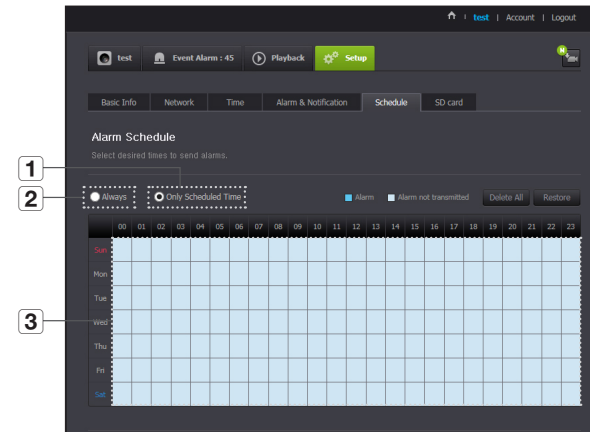 test | Account | Logout
test Event Alarm : 45 Playback Setup
N
Basic Info Network Time Alarm & Notification Schedule SD card
Alarm Schedule
Select desired times to send alarms.
1
2
Always Only Scheduled Time Alarm Alarm not transmitted Delete All Restore
00 01 02 03 04 05 06 07 08 09 10 11 12 13 14 15 16 17 18 19 20 21 22 23
Sun
Mon
Tue
3
Wed
Thu
Fri
Sat